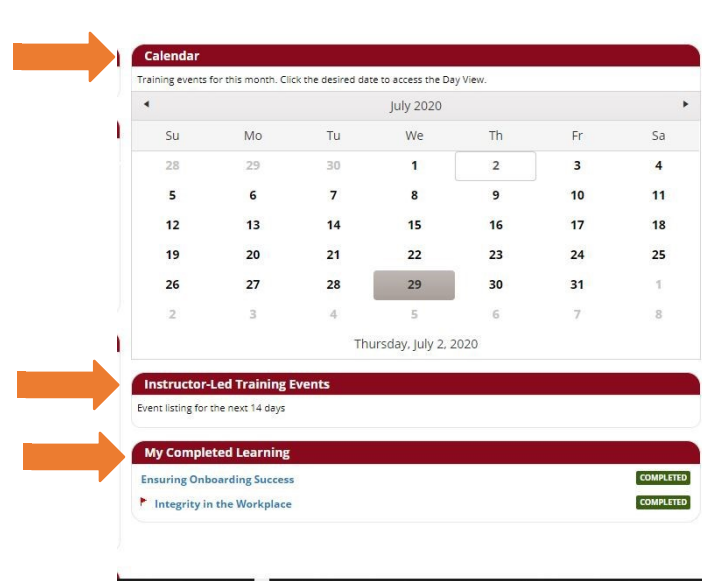 Calendar
Training events for this month. Click the desired date to access the Day View.
July 2020
Su Mo Tu We Th Fr Sa
28 29 30 1 2 3 4
5 6 7 8 9 10 11
12 13 14 15 16 17 18
19 20 21 22 23 24 25
26 27 28 29 30 31 1
2 3 4 5 6 7 8
Thursday, July 2, 2020
Instructor-Led Training Events
Event listing for the next 14 days
My Completed Learning
Ensuring Onboarding Success COMPLETED
Integrity in the Workplace COMPLETED